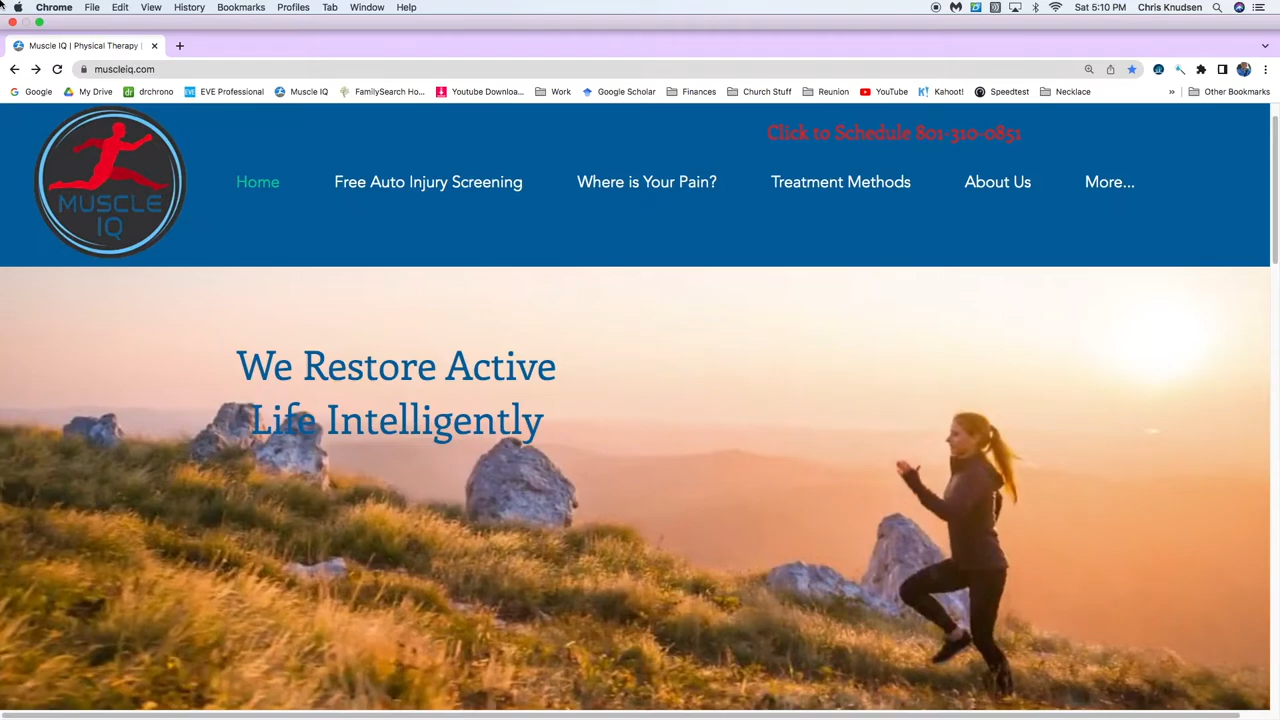 Chrome File Edit View History Bookmarks Profiles Tab Window Help Sat 5:10 PM Chris Knudsen
Muscle IQ | Physical Therapy |
muscleiq.com
Google My Drive drchrono EVE Professional Muscle IQ FamilySearch Ho... Youtube Downloa... Work Google Scholar Finances Church Stuff Reunion YouTube Kahoot! Speedtest Necklace » Other Bookmarks
Click to Schedule 801-310-0851
Home Free Auto Injury Screening Where is Your Pain? Treatment Methods About Us More...
MUSCLE
IQ
We Restore Active
Life Intelligently